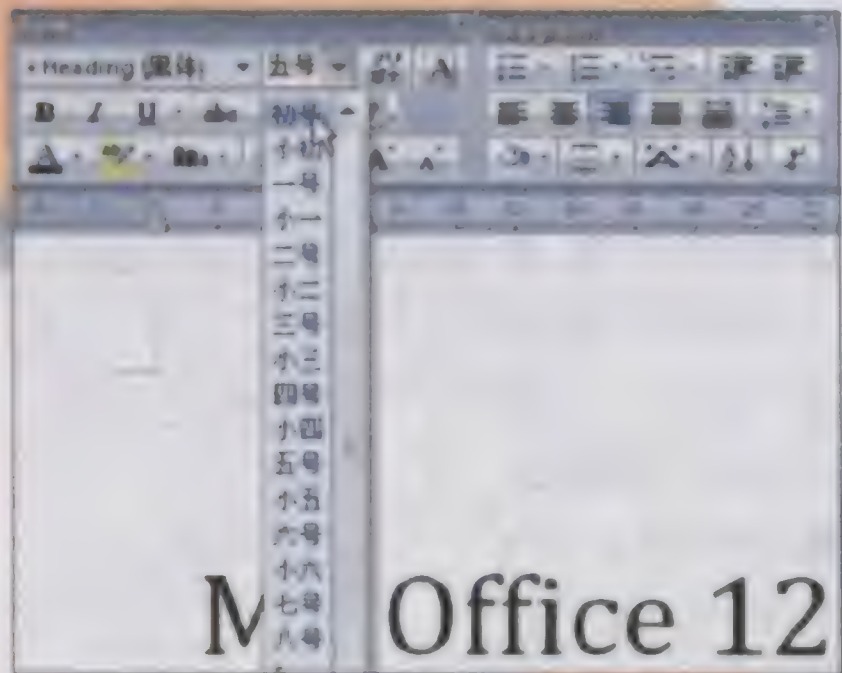 +Heading (黑体) 五号
B I U abc
A
初号
小初
一号
小一
二号
小二
三号
小三
四号
小四
五号
小五
六号
小六
七号
八号
M Office 12